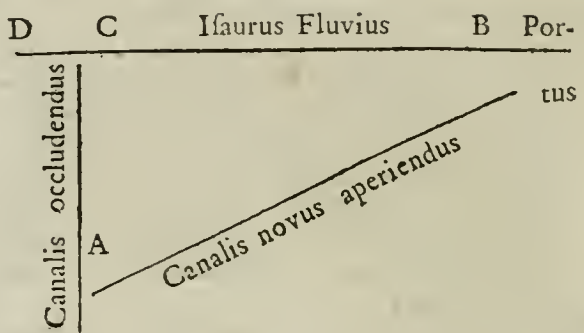 D C Iſaurus Fluvius B Por-
tus
Canalis occludendus
A
Canalis novus aperiendus